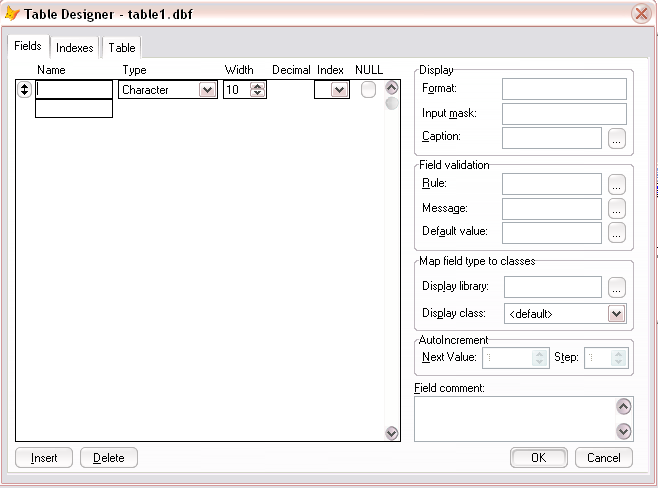 Table Designer - table1.dbf
Fields Indexes Table
Name Type Width Decimal Index NULL
Character 10
Display
Format:
Input mask:
Caption: ...
Field validation
Rule: ...
Message: ...
Default value: ...
Map field type to classes
Display library: ...
Display class: <default>
AutoIncrement
Next Value: 1 Step: 1
Field comment:
Insert Delete OK Cancel